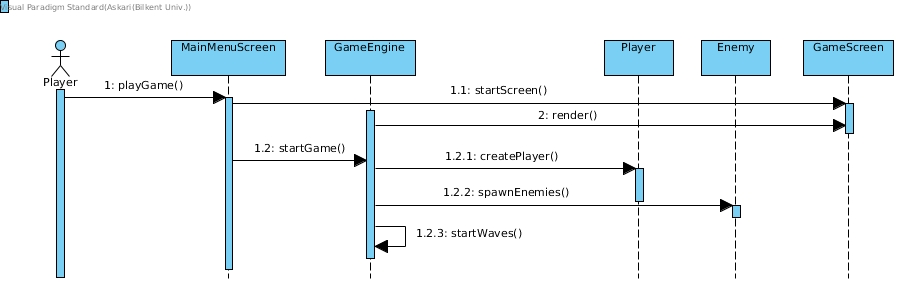 Visual Paradigm Standard(Askari(Bilkent Univ.))
MainMenuScreen
GameEngine
Player
Enemy
GameScreen
Player
1: playGame()
1.1: startScreen()
2: render()
1.2: startGame()
1.2.1: createPlayer()
1.2.2: spawnEnemies()
1.2.3: startWaves()